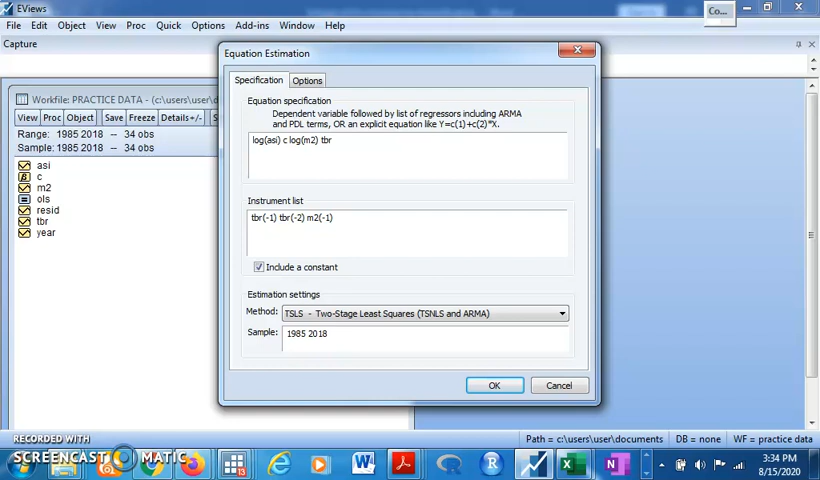 EViews
Co...
File Edit Object View Proc Quick Options Add-ins Window Help
Capture
Equation Estimation
Specification Options
Equation specification
Dependent variable followed by list of regressors including ARMA
and PDL terms, OR an explicit equation like Y=c(1)+c(2)*X.
log(asi) c log(m2) tbr
Instrument list
tbr(-1) tbr(-2) m2(-1)
Include a constant
Estimation settings
Method: TSLS - Two-Stage Least Squares (TSNLS and ARMA)
Sample: 1985 2018
OK Cancel
Workfile: PRACTICE DATA - (c:\users\user\d
View Proc Object Save Freeze Details+/- S
Range: 1985 2018 -- 34 obs
Sample: 1985 2018 -- 34 obs
asi
c
m2
ols
resid
tbr
year
Path = c:\users\user\documents DB = none WF = practice data
RECORDED WITH
SCREENCAST MATIC
13
3:34 PM
8/15/2020